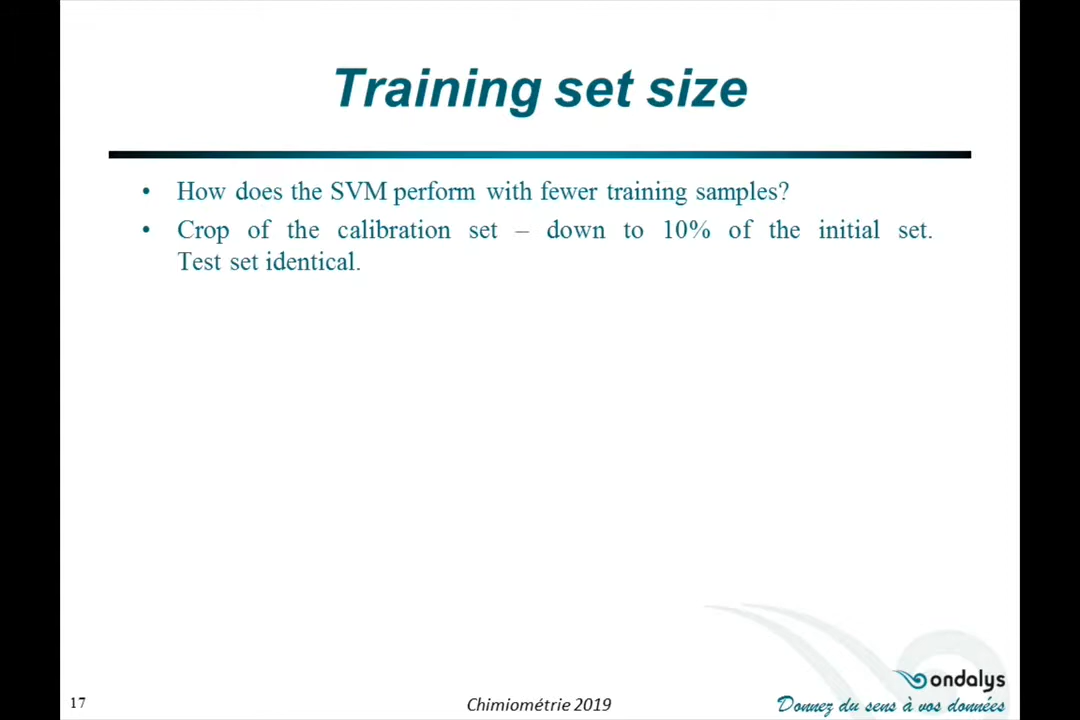 Training set size
• How does the SVM perform with fewer training samples?
• Crop of the calibration set – down to 10% of the initial set.
Test set identical.
ondalys
17
Chimiométrie 2019
Donnez du sens à vos données